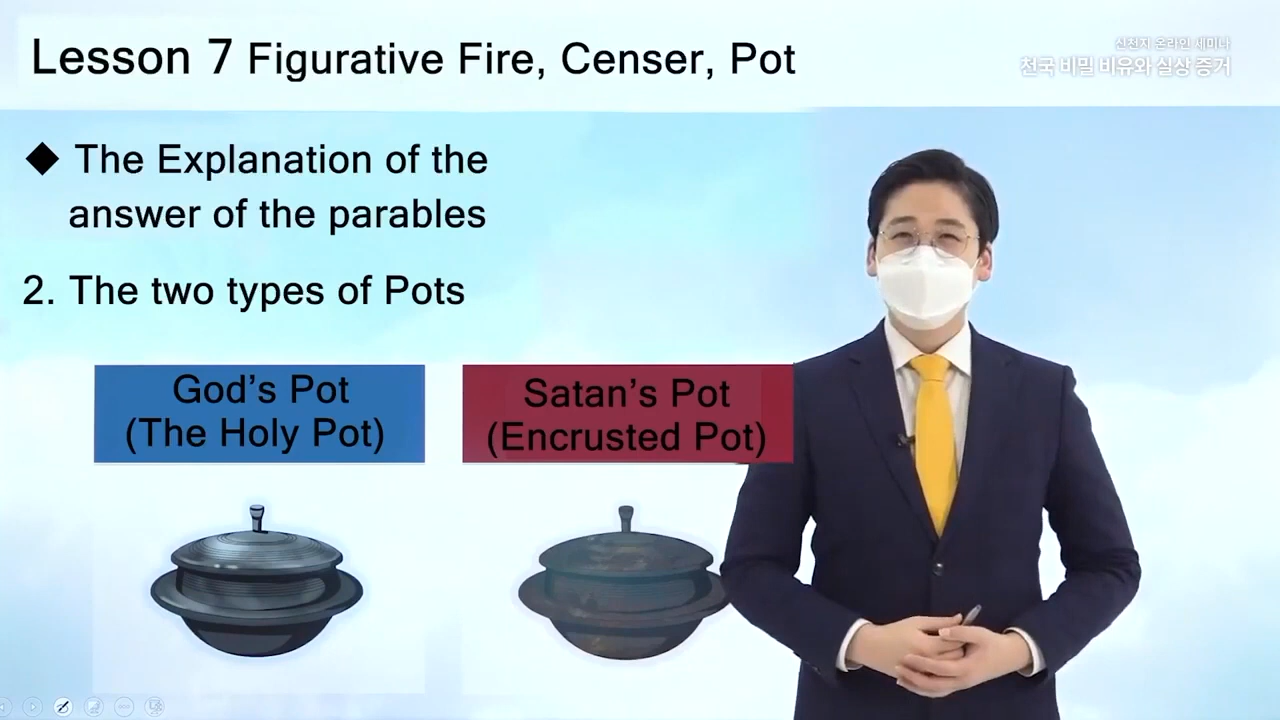 Lesson 7 Figurative Fire, Censer, Pot
신천지 온라인 세미나
천국 비밀 비유와 실상 증거
◆ The Explanation of the
answer of the parables
2. The two types of Pots
God’s Pot
(The Holy Pot)
Satan’s Pot
(Encrusted Pot)